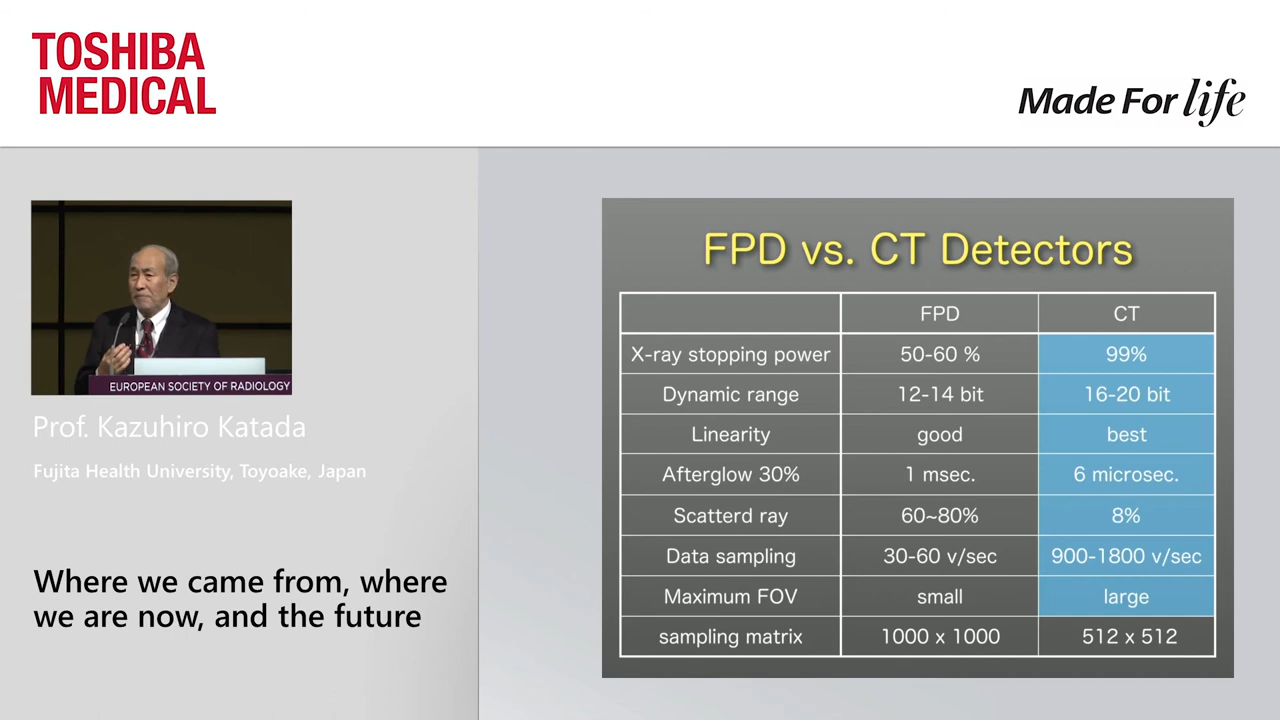 TOSHIBA
MEDICAL
Made For life
EUROPEAN SOCIETY OF RADIOLOGY
Prof. Kazuhiro Katada
Fujita Health University, Toyoake, Japan
Where we came from, where
we are now, and the future
FPD vs. CT Detectors
FPD CT
X-ray stopping power 50-60 % 99%
Dynamic range 12-14 bit 16-20 bit
Linearity good best
Afterglow 30% 1 msec. 6 microsec.
Scatterd ray 60~80% 8%
Data sampling 30-60 v/sec 900-1800 v/sec
Maximum FOV small large
sampling matrix 1000 x 1000 512 x 512